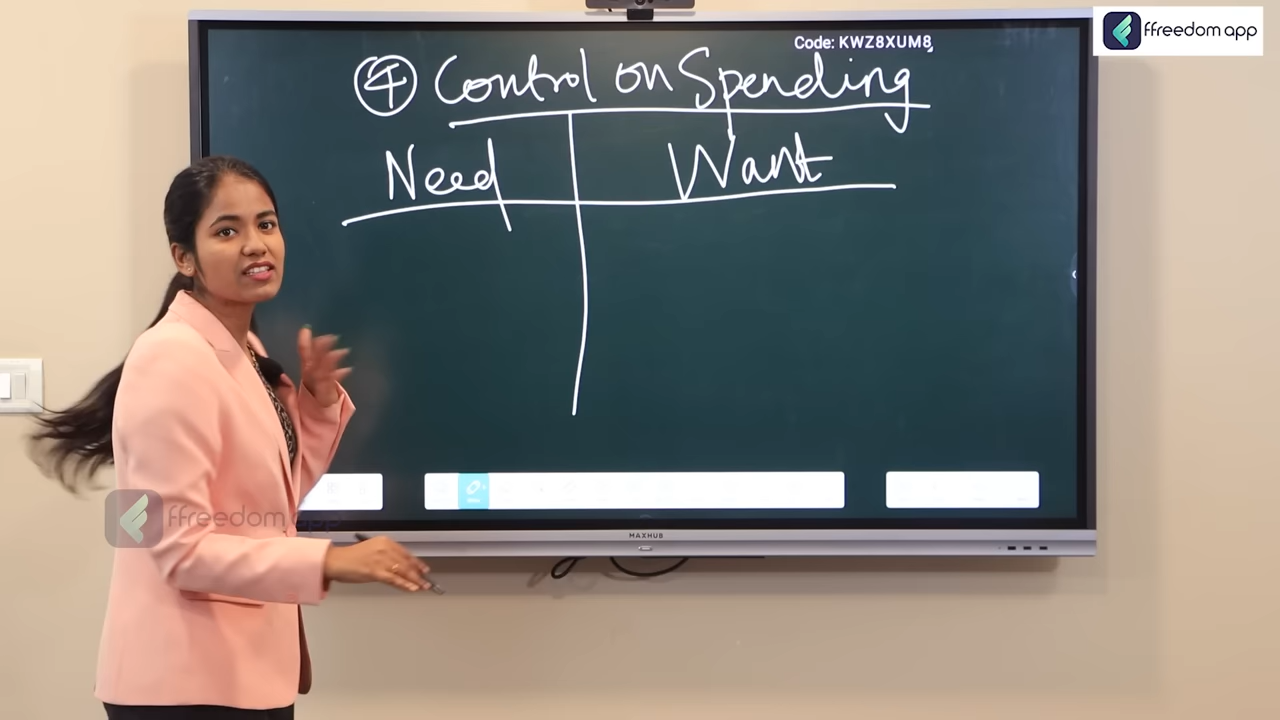 ffreedom app
Code: KWZ8XUM8
④ Control on Spending
Need Want
ffreedom app
MAXHUB